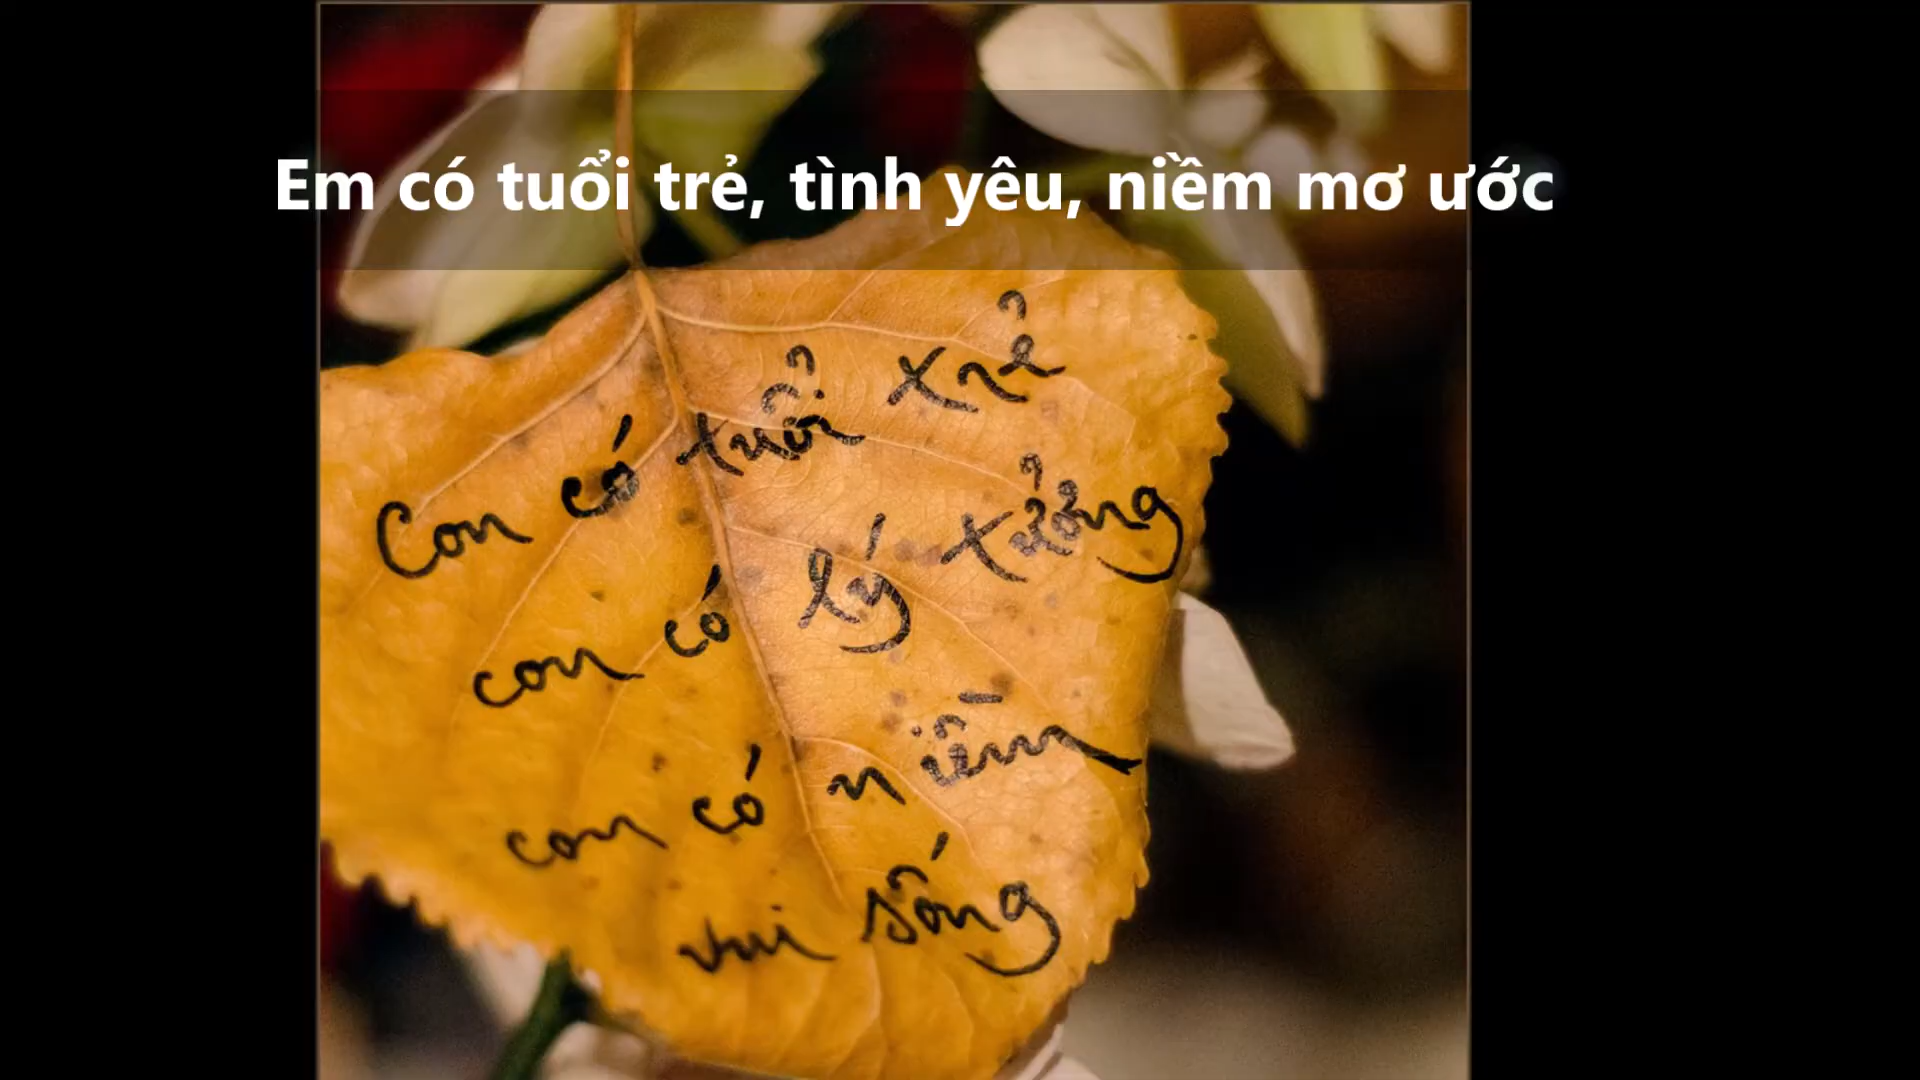 Em có tuổi trẻ, tình yêu, niềm mơ ước
Con có tuổi trẻ
con có lý tưởng
con có niềm
vui sống